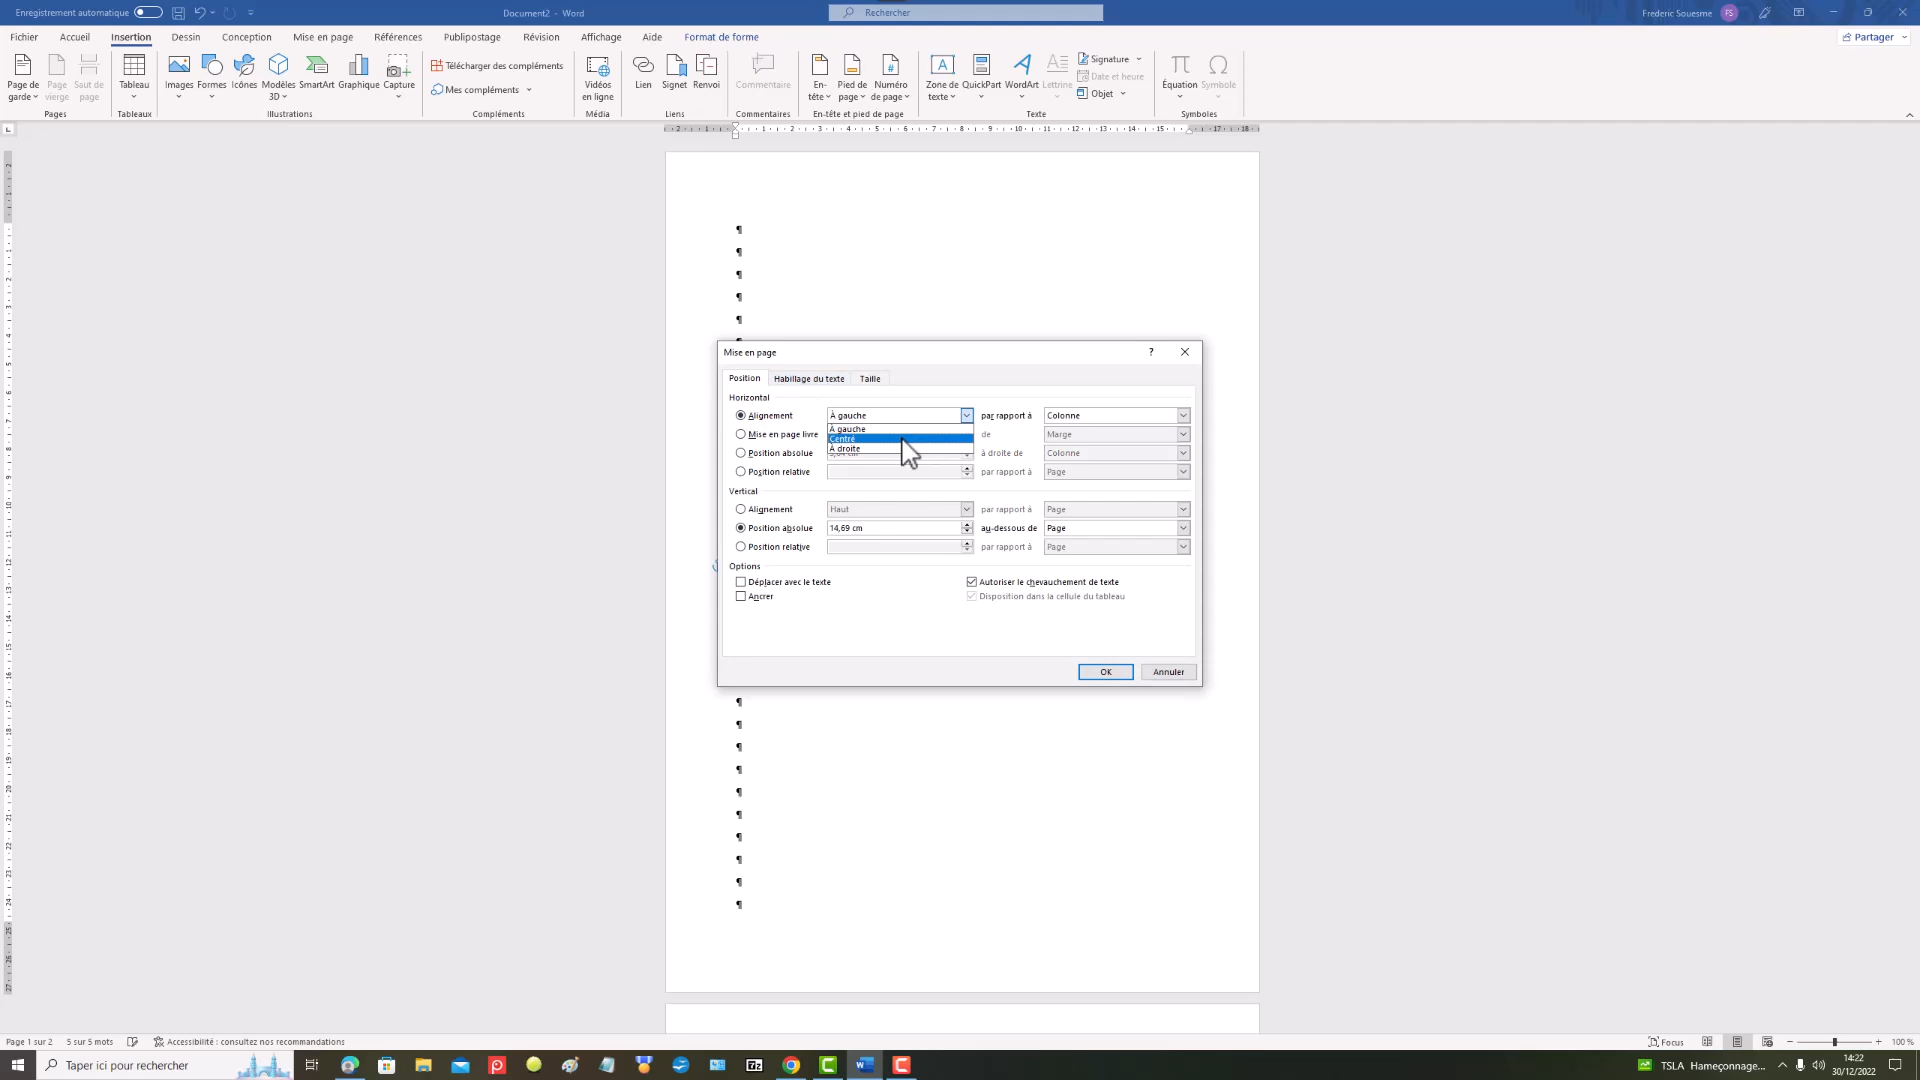 Enregistrement automatique
Document2 - Word
Rechercher
Frederic Souesme
FS
Fichier
Accueil
Insertion
Dessin
Conception
Mise en page
Références
Publipostage
Révision
Affichage
Aide
Format de forme
Partager
Page de garde
Page vierge
Saut de page
Tableau
Images
Formes
Icônes
Modèles 3D
SmartArt
Graphique
Capture
Télécharger des compléments
Mes compléments
Vidéos en ligne
Lien
Signet
Renvoi
Commentaire
En-tête
Pied de page
Numéro de page
Zone de texte
QuickPart
WordArt
Lettrine
Signature
Date et heure
Objet
Équation
Symbole
Pages
Tableaux
Illustrations
Compléments
Média
Liens
Commentaires
En-tête et pied de page
Texte
Symboles
Mise en page
?
Position
Habillage du texte
Taille
Horizontal
Alignement
À gauche
par rapport à
Colonne
À gauche
Centré
À droite
Mise en page livre
de
Marge
Position absolue
à droite de
Colonne
Position relative
par rapport à
Page
Vertical
Alignement
Haut
par rapport à
Page
Position absolue
14,69 cm
au-dessous de
Page
Position relative
par rapport à
Page
Options
Déplacer avec le texte
Autoriser le chevauchement de texte
Ancrer
Disposition dans la cellule du tableau
OK
Annuler
Page 1 sur 2
5 sur 5 mots
Accessibilité : consultez nos recommandations
Focus
100 %
Taper ici pour rechercher
TSLA
Hameçonnage...
14:22
30/12/2022